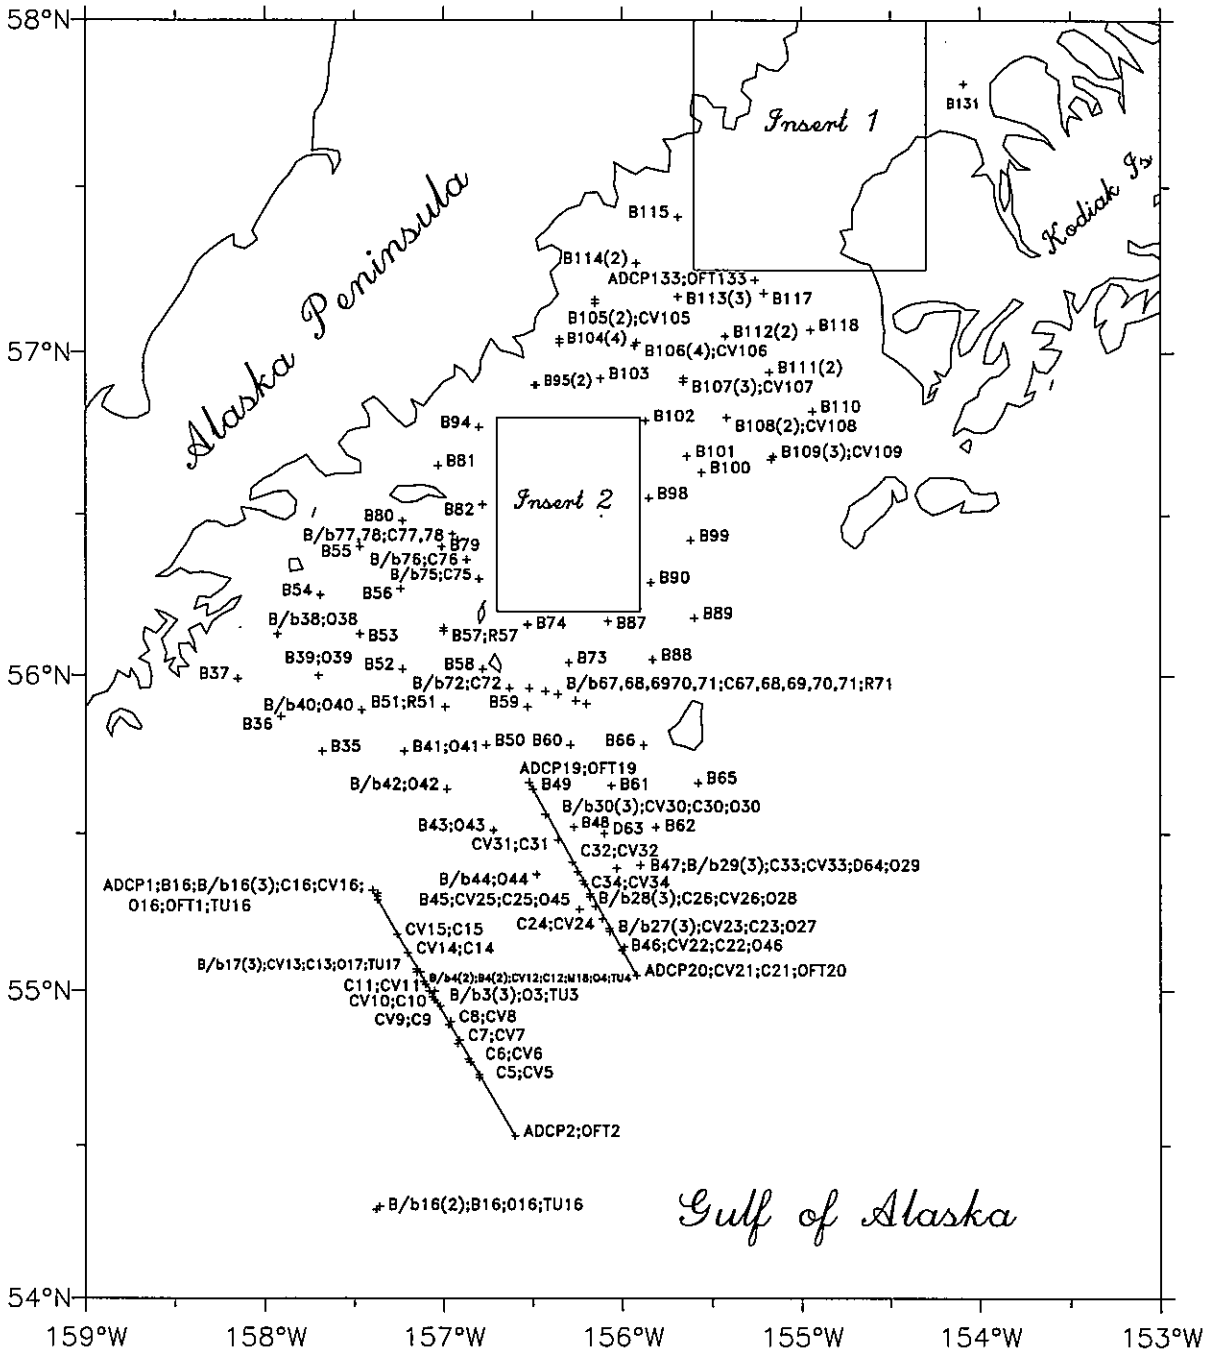 58°N
Insert 1
B131
Kodiak Is
Alaska Peninsula
B115
B114(2)
ADCP133;OFT133
B113(3)
B117
B105(2);CV105
B112(2)
B118
57°N
B104(4)
B106(4);CV106
B95(2)
B103
B111(2)
B107(3);CV107
B110
B94
B102
B108(2);CV108
B81
B101
B109(3);CV109
B100
Insert 2
B82
B98
B80
B/b77,78;C77,78
B99
B55
B79
B/b76;C76
B/b75;C75
B90
B54
B56
B/b38;O38
B74
B87
B89
B53
B57;R57
B39;O39
B37
B52
B58
B73
B88
56°N
B/b72;C72
B/b67,68,6970,71;C67,68,69,70,71;R71
B/b40;O40
B51;R51
B59
B36
B35
B41;O41
B50
B60
B66
ADCP19;OFT19
B/b42;O42
B49
B61
B65
B/b30(3);CV30;C30;O30
B43;O43
B48
D63
B62
CV31;C31
C32;CV32
B47;B/b29(3);C33;CV33;D64;O29
B/b44;O44
C34;CV34
ADCP1;B16;B/b16(3);C16;CV16;
O16;OFT1;TU16
B45;CV25;C25;O45
B/b28(3);C26;CV26;O28
CV15;C15
C24;CV24
B/b27(3);CV23;C23;O27
CV14;C14
B46;CV22;C22;O46
B/b17(3);CV13;C13;O17;TU17
B/b4(2);B4(2);CV12;C12;M18;O4;TU4
ADCP20;CV21;C21;OFT20
55°N
C11;CV11
CV10;C10
B/b3(3);O3;TU3
CV9;C9
C8;CV8
C7;CV7
C6;CV6
C5;CV5
ADCP2;OFT2
B/b16(2);B16;O16;TU16
Gulf of Alaska
54°N
159°W 158°W 157°W 156°W 155°W 154°W 153°W